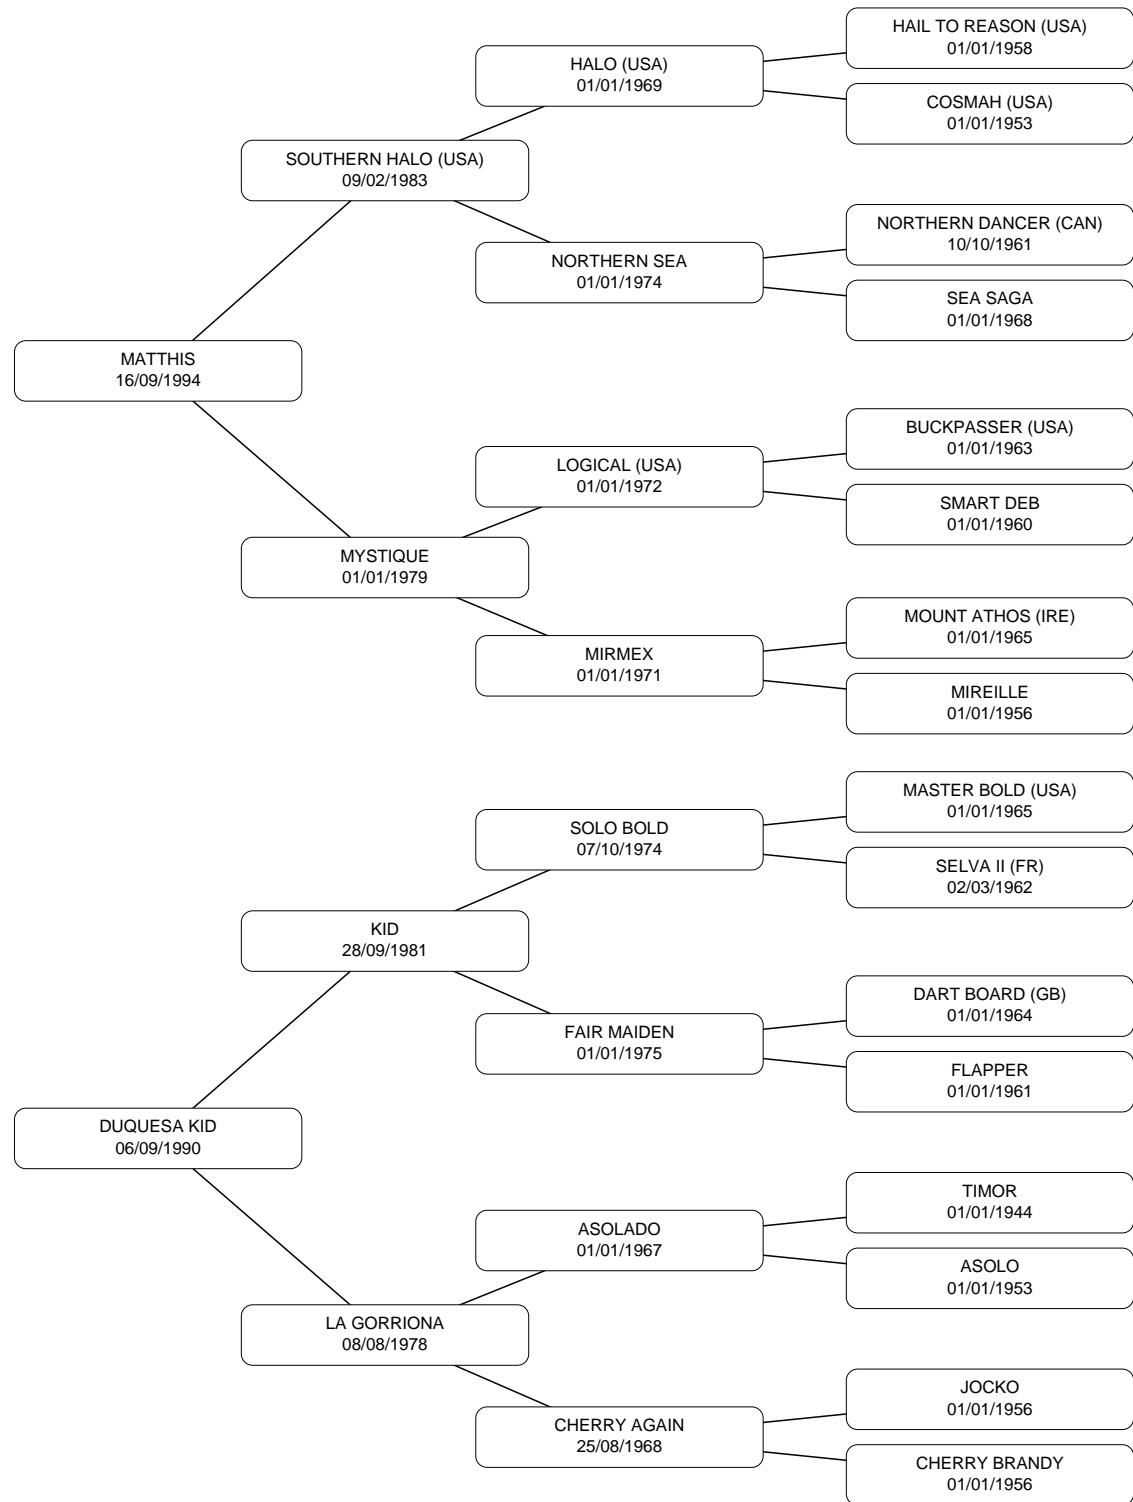 HAIL TO REASON (USA)
01/01/1958
HALO (USA)
01/01/1969
COSMAH (USA)
01/01/1953
SOUTHERN HALO (USA)
09/02/1983
NORTHERN DANCER (CAN)
10/10/1961
NORTHERN SEA
01/01/1974
SEA SAGA
01/01/1968
MATTHIS
16/09/1994
BUCKPASSER (USA)
01/01/1963
LOGICAL (USA)
01/01/1972
SMART DEB
01/01/1960
MYSTIQUE
01/01/1979
MOUNT ATHOS (IRE)
01/01/1965
MIRMEX
01/01/1971
MIREILLE
01/01/1956
MASTER BOLD (USA)
01/01/1965
SOLO BOLD
07/10/1974
SELVA II (FR)
02/03/1962
KID
28/09/1981
DART BOARD (GB)
01/01/1964
FAIR MAIDEN
01/01/1975
FLAPPER
01/01/1961
DUQUESA KID
06/09/1990
TIMOR
01/01/1944
ASOLADO
01/01/1967
ASOLO
01/01/1953
LA GORRIONA
08/08/1978
JOCKO
01/01/1956
CHERRY AGAIN
25/08/1968
CHERRY BRANDY
01/01/1956